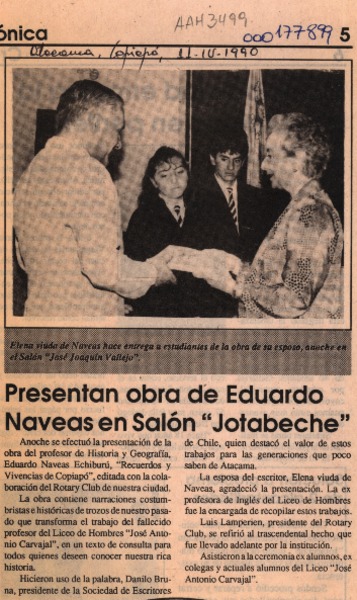 ónica
AAH3499
000177899
5
Atacama, Copiapó, 11-IV-1990
Elena viuda de Naveas hace entrega a estudiantes de la obra de su esposo, anoche en
el Salón "José Joaquín Vallejo".
Presentan obra de Eduardo
Naveas en Salón "Jotabeche"
Anoche se efectuó la presentación de la
obra del profesor de Historia y Geografía,
Eduardo Naveas Echiburú, "Recuerdos y
Vivencias de Copiapó", editada con la co-
laboración del Rotary Club de nuestra ciudad.
La obra contiene narraciones costum-
bristas e históricas de trozos de nuestro pasa-
do que transforma el trabajo del fallecido
profesor del Liceo de Hombres "José Anto-
nio Carvajal", en un texto de consulta para
todos quienes deseen conocer nuestra rica
historia.
Hicieron uso de la palabra, Danilo Bru-
na, presidente de la Sociedad de Escritores
de Chile, quien destacó el valor de estos
trabajos para las generaciones que poco
saben de Atacama.
La esposa del escritor, Elena viuda de
Naveas, agradeció la presentación. La ex
profesora de Inglés del Liceo de Hombres
fue la encargada de recopilar estos trabajos.
Luis Lamperien, presidente del Rotary
Club, se refirió al trascendental hecho que
fue llevado adelante por la institución.
Asistieron a la ceremonia ex alumnos, ex
colegas y actuales alumnos del Liceo "José
Antonio Carvajal".